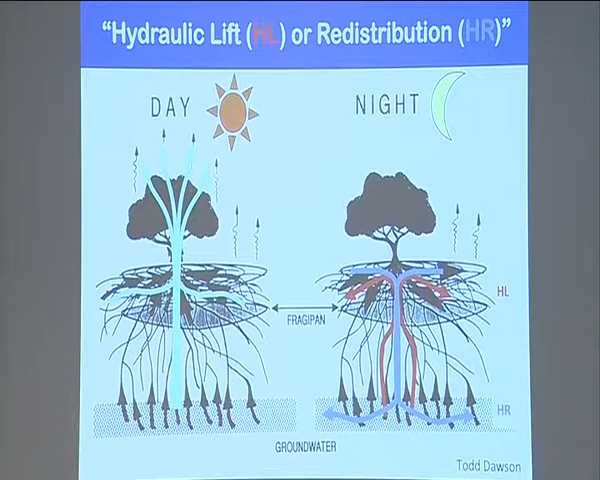 “Hydraulic Lift (HL) or Redistribution (HR)”
DAY
NIGHT
HL
FRAGIPAN
HR
GROUNDWATER
Todd Dawson